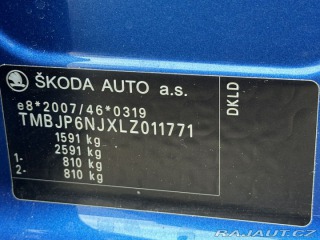 ŠKODA AUTO a.s.
e8*2007/46*0319
TMBJP6NJXLZ011771
1591 kg
2591 kg
1- 810 kg
2- 810 kg
DKLD
RAJAUT.CZ